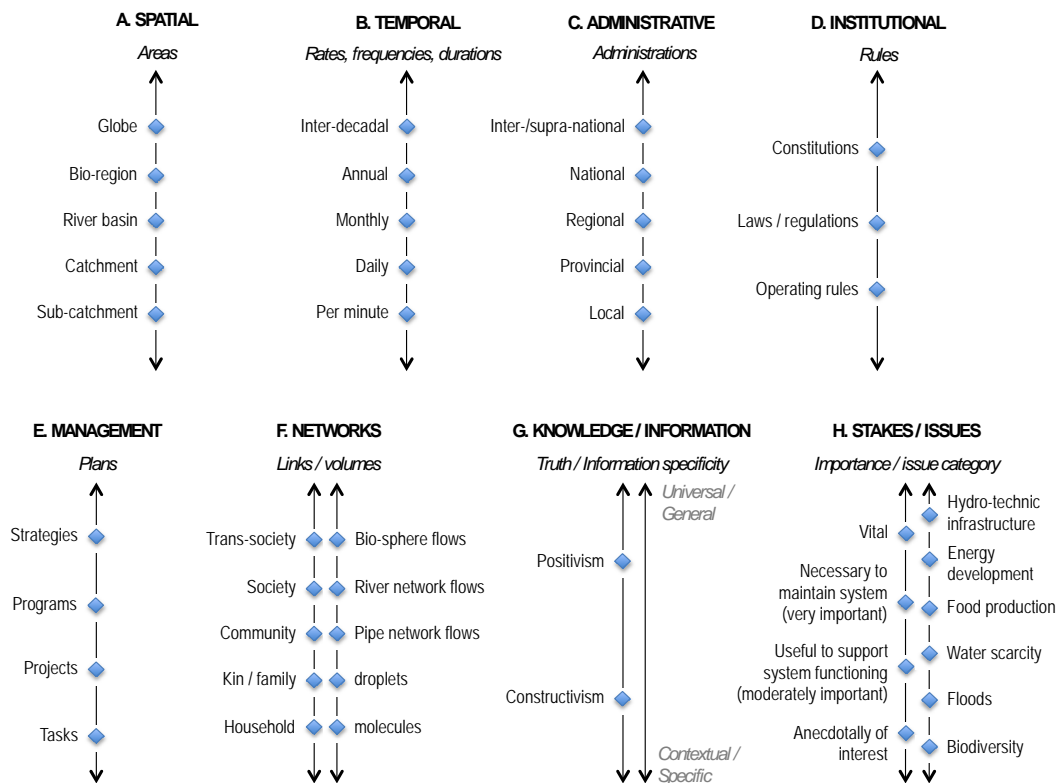 A. SPATIAL
Areas
Globe
Bio-region
River basin
Catchment
Sub-catchment
B. TEMPORAL
Rates, frequencies, durations
Inter-decadal
Annual
Monthly
Daily
Per minute
C. ADMINISTRATIVE
Administrations
Inter-/supra-national
National
Regional
Provincial
Local
D. INSTITUTIONAL
Rules
Constitutions
Laws / regulations
Operating rules
E. MANAGEMENT
Plans
Strategies
Programs
Projects
Tasks
F. NETWORKS
Links / volumes
Trans-society
Society
Community
Kin / family
Household
Bio-sphere flows
River network flows
Pipe network flows
droplets
molecules
G. KNOWLEDGE / INFORMATION
Truth / Information specificity
Universal /
General
Positivism
Constructivism
Contextual /
Specific
H. STAKES / ISSUES
Importance / issue category
Vital
Necessary to
maintain system
(very important)
Useful to support
system functioning
(moderately important)
Anecdotally of
interest
Hydro-technic
infrastructure
Energy
development
Food production
Water scarcity
Floods
Biodiversity